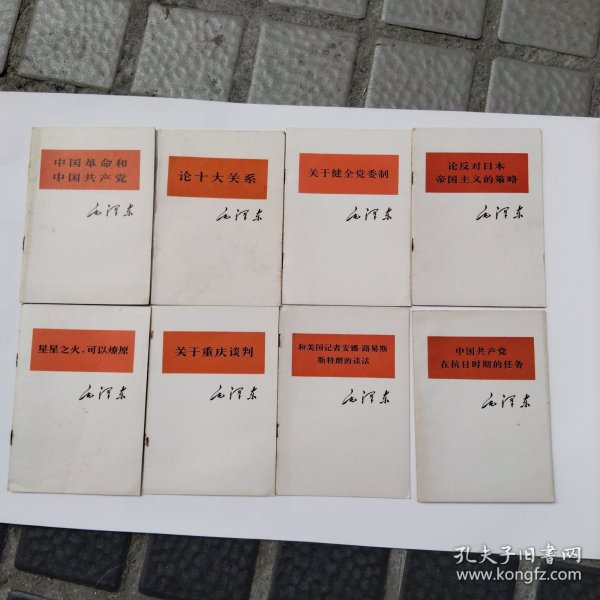 中国革命和
中国共产党
毛泽东
论十大关系
毛泽东
关于健全党委制
毛泽东
论反对日本
帝国主义的策略
毛泽东
星星之火，可以燎原
毛泽东
关于重庆谈判
毛泽东
和美国记者安娜·路易斯
斯特朗的谈话
毛泽东
中国共产党
在抗日时期的任务
毛泽东
孔夫子旧书网
www.kongfz.com